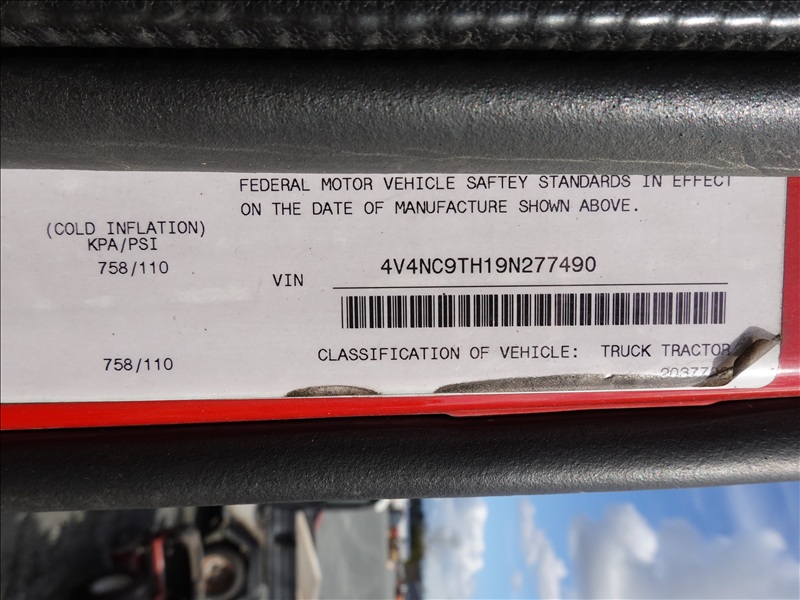 FEDERAL MOTOR VEHICLE SAFTEY STANDARDS IN EFFECT
ON THE DATE OF MANUFACTURE SHOWN ABOVE.
(COLD INFLATION)
KPA/PSI
758/110
VIN 4V4NC9TH19N277490
758/110
CLASSIFICATION OF VEHICLE: TRUCK TRACTOR